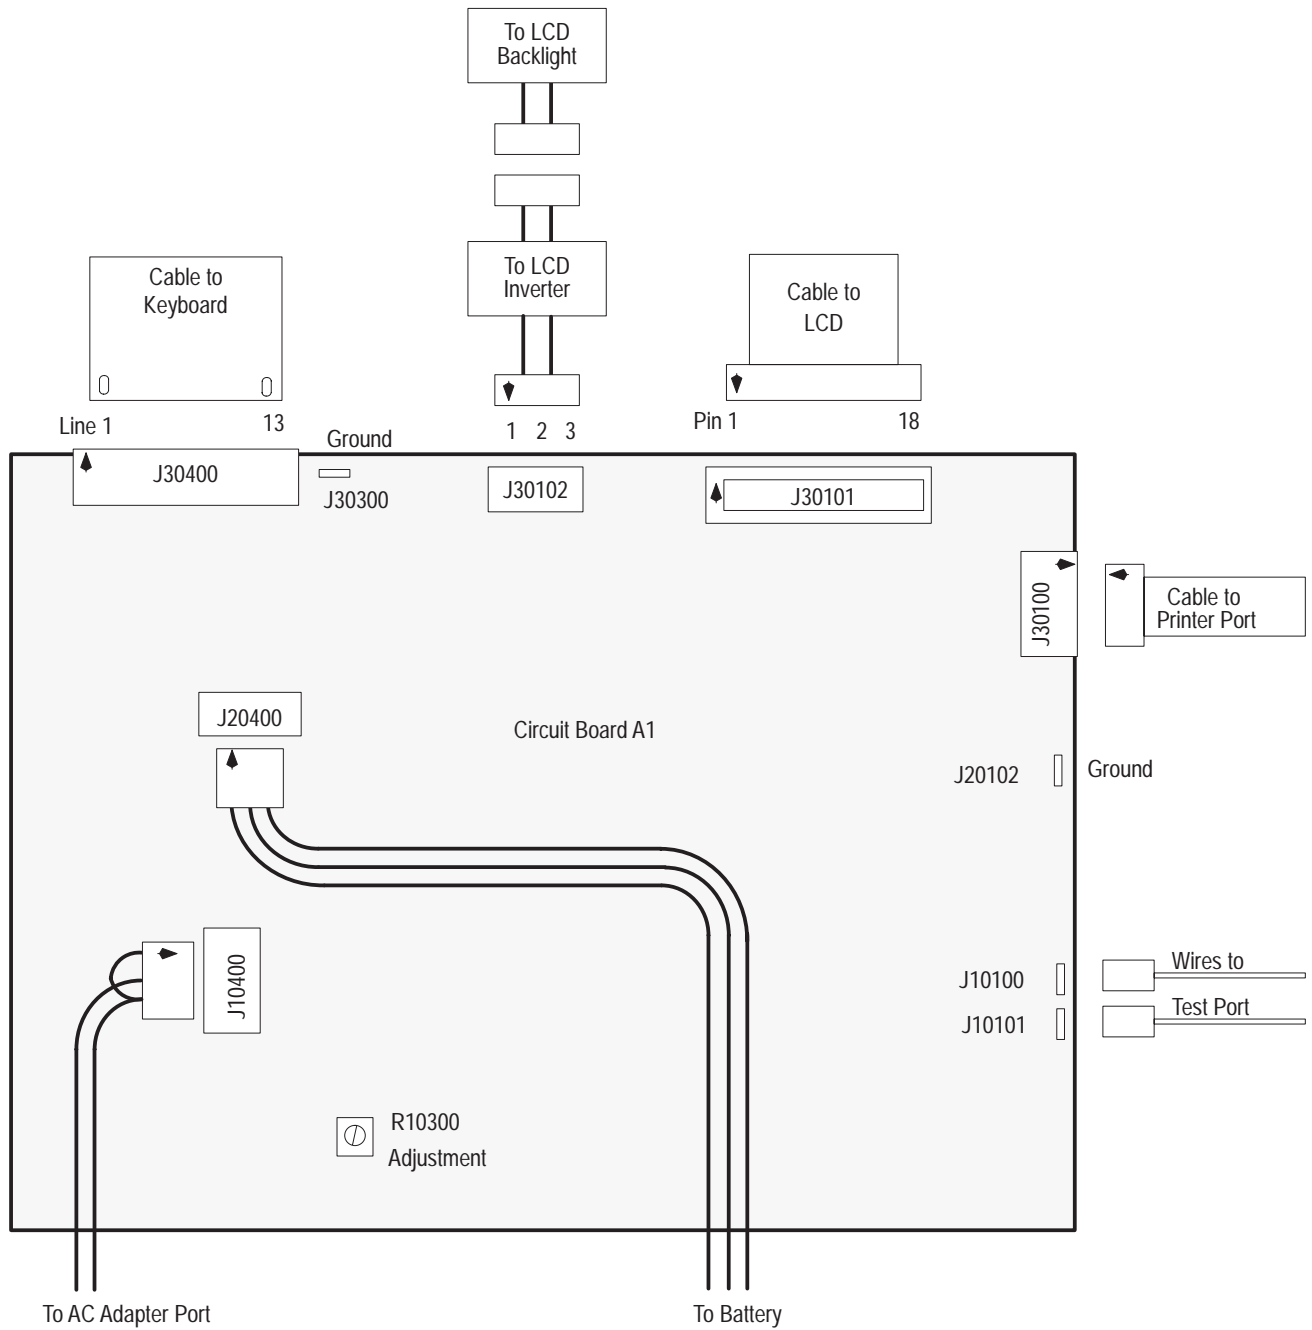 To LCD
Backlight
To LCD
Inverter
Cable to
Keyboard
Cable to
LCD
Line 1
13
Ground
1 2 3
Pin 1
18
J30400
J30300
J30102
J30101
J30100
Cable to
Printer Port
J20400
Circuit Board A1
J20102
Ground
J10400
J10100
Wires to
J10101
Test Port
R10300
Adjustment
To AC Adapter Port
To Battery